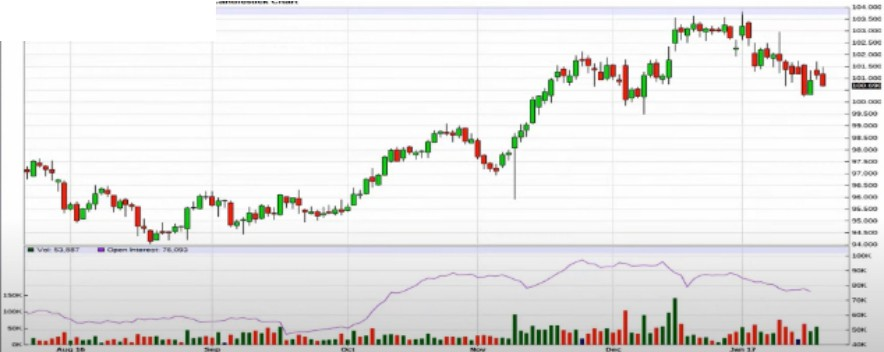 Candlestick Chart
104.000
103.500
103.000
102.500
102.000
101.500
101.000
100.000
99.500
99.000
98.500
98.000
97.500
97.000
96.500
96.000
95.500
95.000
94.500
94.000
Vol: 53,887 Open Interest: 76,093
100K
90K
80K
70K
60K
50K
40K
150K
100K
50K
0K
Aug 16 Sep Oct Nov Dec Jan 17